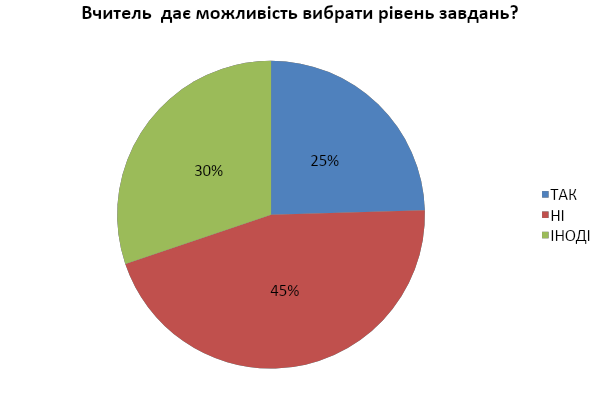 Вчитель  дає можливість вибрати рівень завдань?
25%
30%
45%
ТАК
НІ
ІНОДІ